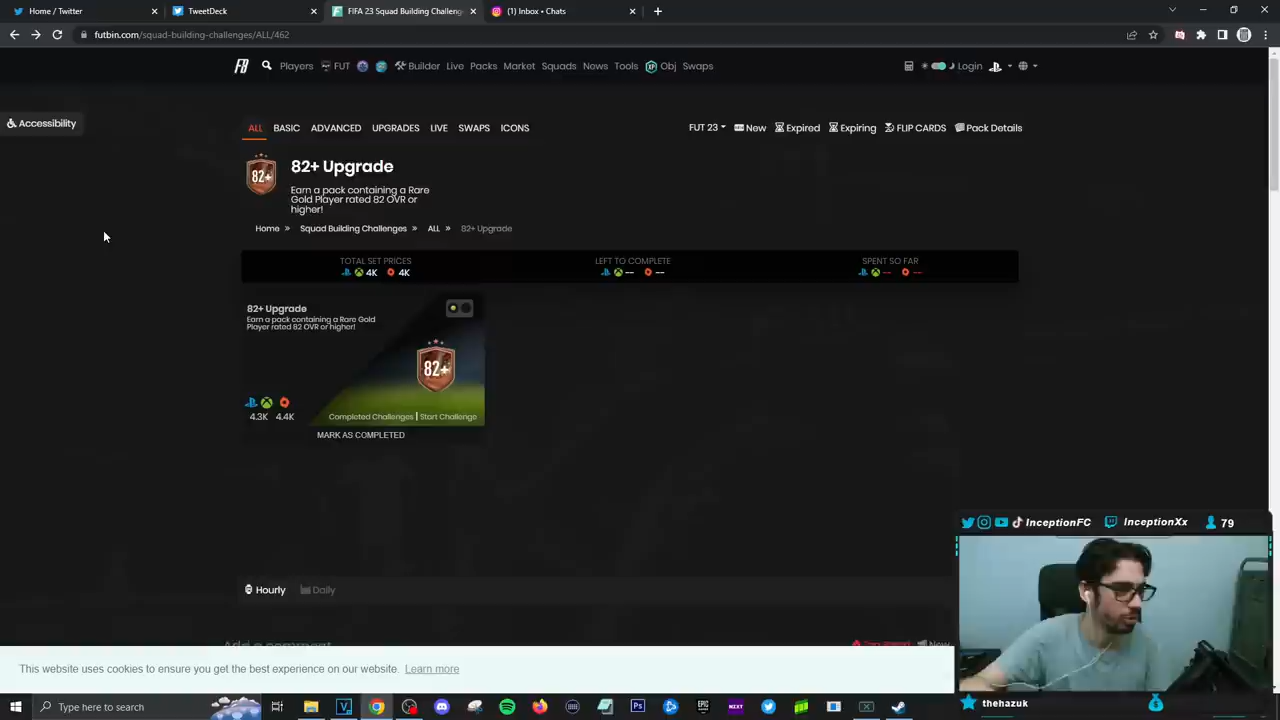 Home / Twitter
TweetDeck
FIFA 23 Squad Building Challeng
(1) Inbox • Chats
futbin.com/squad-building-challenges/ALL/462
Players FUT Builder Live Packs Market Squads News Tools Obj Swaps Login
Accessibility
ALL BASIC ADVANCED UPGRADES LIVE SWAPS ICONS
FUT 23 New Expired Expiring FLIP CARDS Pack Details
82+
82+ Upgrade
Earn a pack containing a Rare
Gold Player rated 82 OVR or
higher!
Home » Squad Building Challenges » ALL » 82+ Upgrade
TOTAL SET PRICES
4K 4K
LEFT TO COMPLETE
-- --
SPENT SO FAR
-- --
82+ Upgrade
Earn a pack containing a Rare Gold
Player rated 82 OVR or higher!
82+
4.3K 4.4K
Completed Challenges | Start Challenge
MARK AS COMPLETED
Hourly Daily
Add a comment
New
This website uses cookies to ensure you get the best experience on our website. Learn more
InceptionFC InceptionXx 79
thehazuk
Type here to search